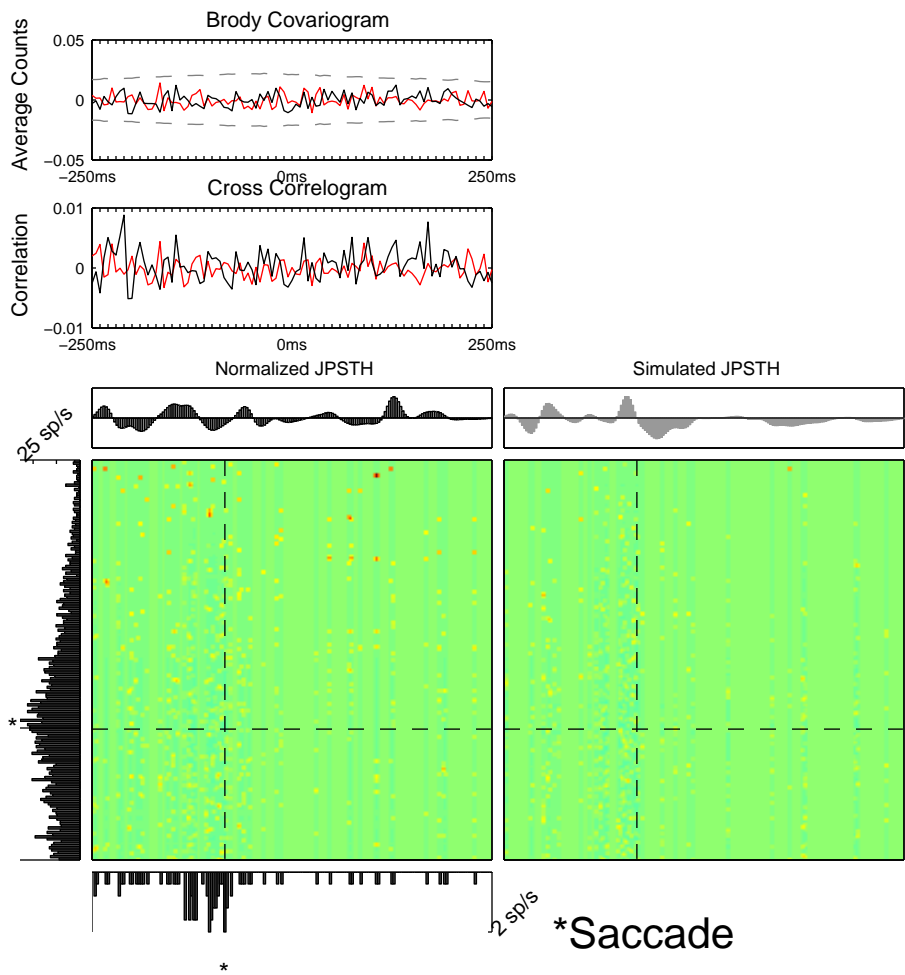 Brody Covariogram
Average Counts
0.05
0
−0.05
−250ms
0ms
250ms
Cross Correlogram
Correlation
0.01
0
−0.01
−250ms
0ms
250ms
Normalized JPSTH
Simulated JPSTH
25 sp/s
*
2 sp/s
*Saccade
*